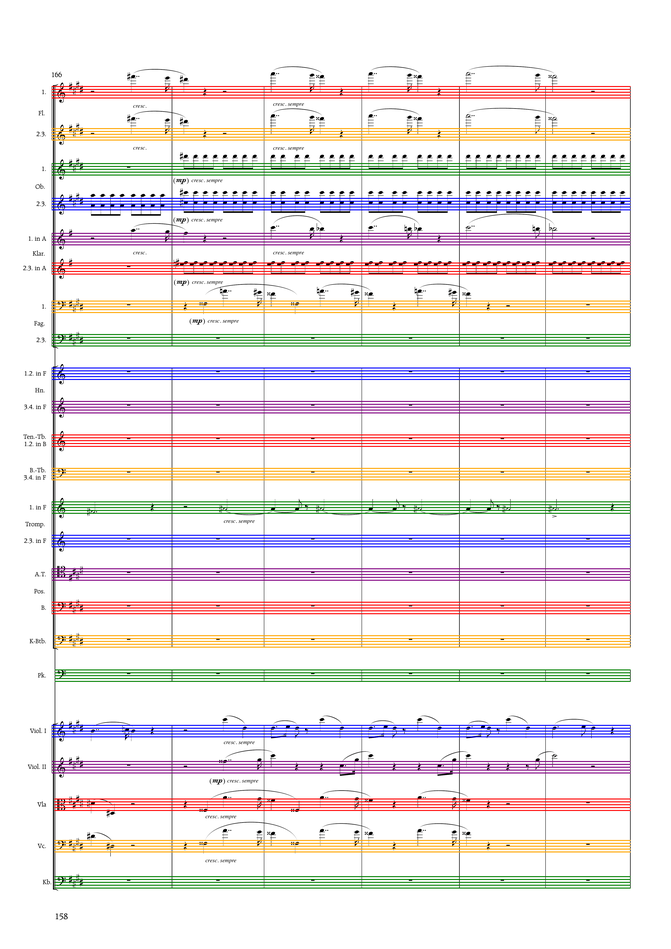 166
1.
cresc.
cresc. sempre
Fl.
2.3.
cresc.
cresc. sempre
1.
(mp) cresc. sempre
Ob.
2.3.
(mp) cresc. sempre
1. in A
cresc.
cresc. sempre
Klar.
2.3. in A
(mp) cresc. sempre
1.
(mp) cresc. sempre
Fag.
2.3.
1.2. in F
Hn.
3.4. in F
Ten.-Tb.
1.2. in B
B.-Tb.
3.4. in F
1. in F
cresc. sempre
Tromp.
2.3. in F
A.T.
Pos.
B.
K-Btb.
Pk.
Viol. I
cresc. sempre
Viol. II
(mp) cresc. sempre
Vla
cresc. sempre
Vc.
cresc. sempre
Kb.
158